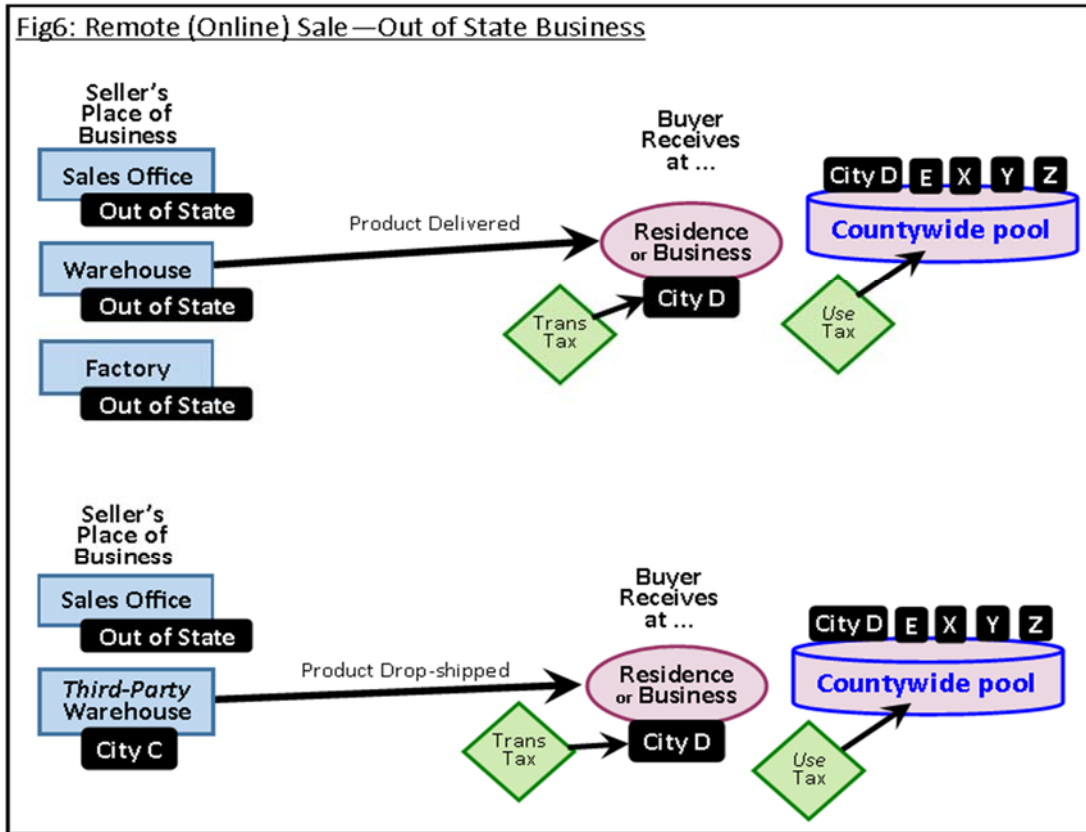 Fig6: Remote (Online) Sale—Out of State Business
Seller's
Place of
Business
Sales Office
Out of State
Warehouse
Out of State
Factory
Out of State
Product Delivered
Buyer
Receives
at ...
Residence
or Business
City D
Trans
Tax
City D E X Y Z
Countywide pool
Use
Tax
Seller's
Place of
Business
Sales Office
Out of State
Third-Party
Warehouse
City C
Product Drop-shipped
Buyer
Receives
at ...
Residence
or Business
City D
Trans
Tax
City D E X Y Z
Countywide pool
Use
Tax